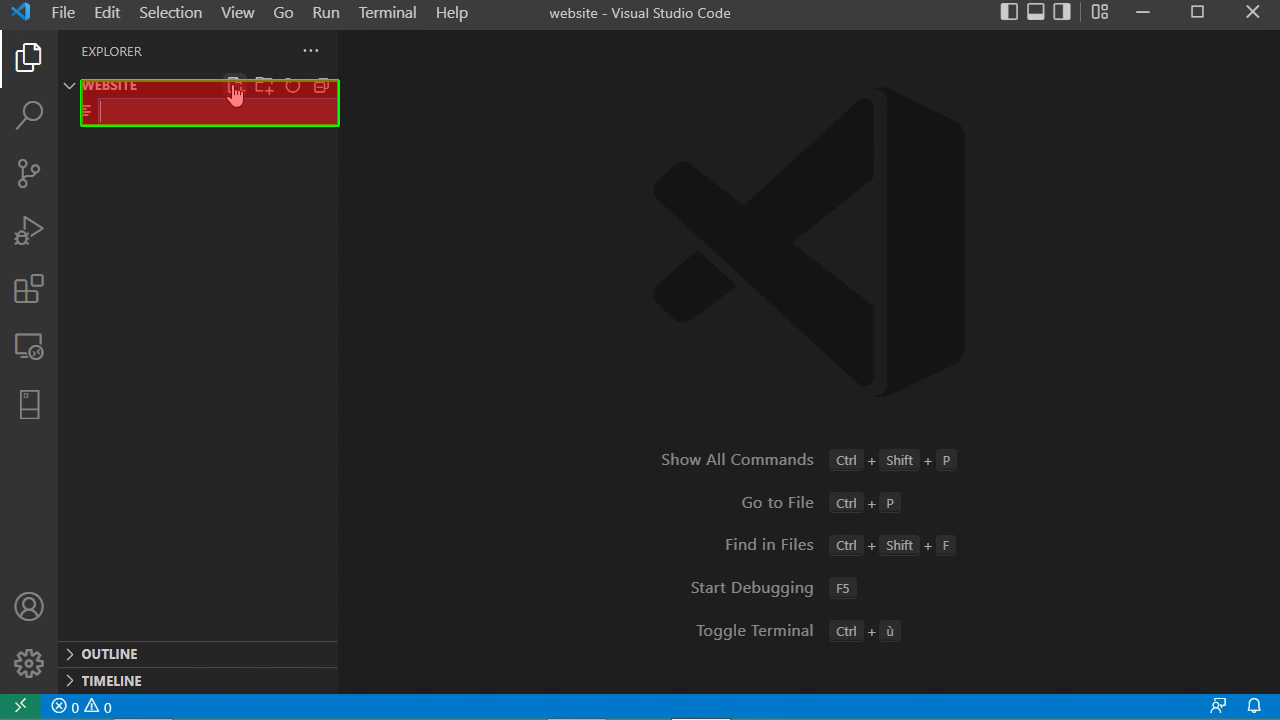 File Edit Selection View Go Run Terminal Help
website - Visual Studio Code
EXPLORER
WEBSITE
Show All Commands Ctrl + Shift + P
Go to File Ctrl + P
Find in Files Ctrl + Shift + F
Start Debugging F5
Toggle Terminal Ctrl + ù
OUTLINE
TIMELINE
0 0